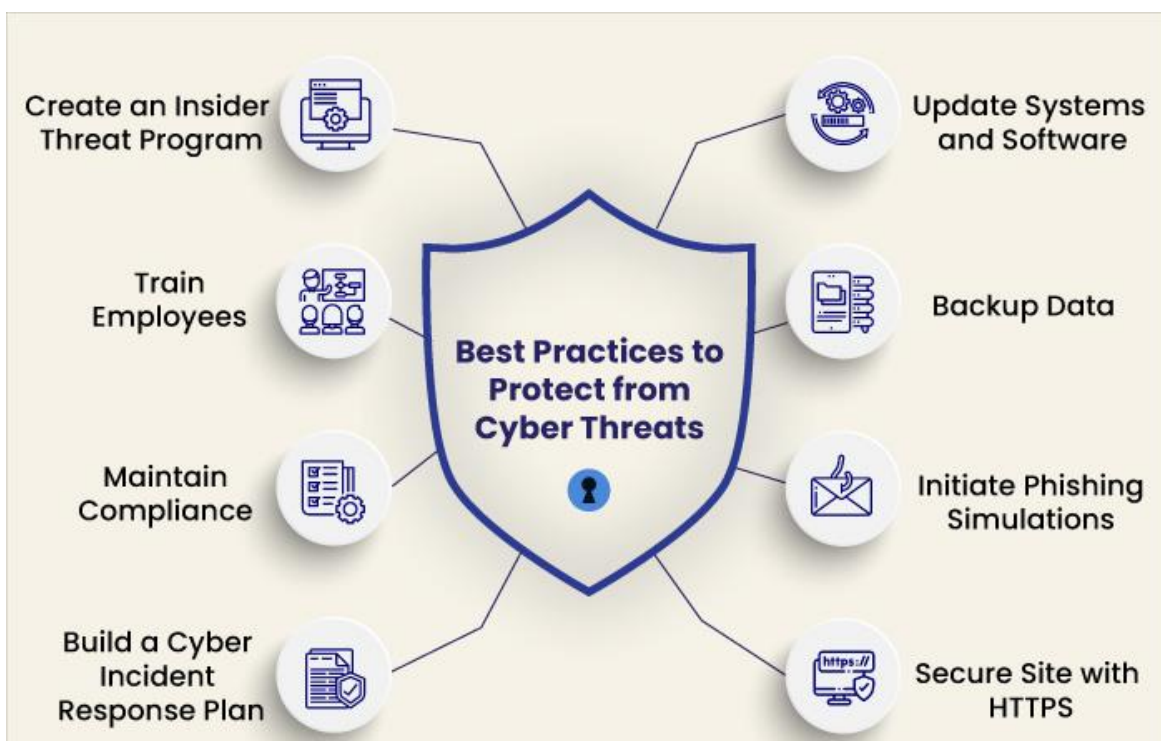 Create an Insider
Threat Program
Train
Employees
Maintain
Compliance
Build a Cyber
Incident
Response Plan
Best Practices to
Protect from
Cyber Threats
Update Systems
and Software
Backup Data
Initiate Phishing
Simulations
https://
Secure Site with
HTTPS